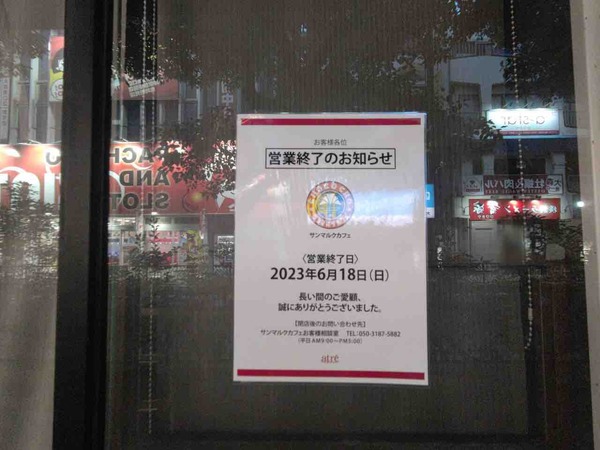 お客様各位
営業終了のお知らせ
サンマルクカフェ
〈営業終了日〉
2023年6月18日(日)
長い間のご愛顧、
誠にありがとうございました。
【閉店後のお問い合わせ先】
サンマルクカフェお客様相談室 TEL:050-3187-5882
(平日AM9:00~PM5:00)
atré
AND
SLOT
a-star